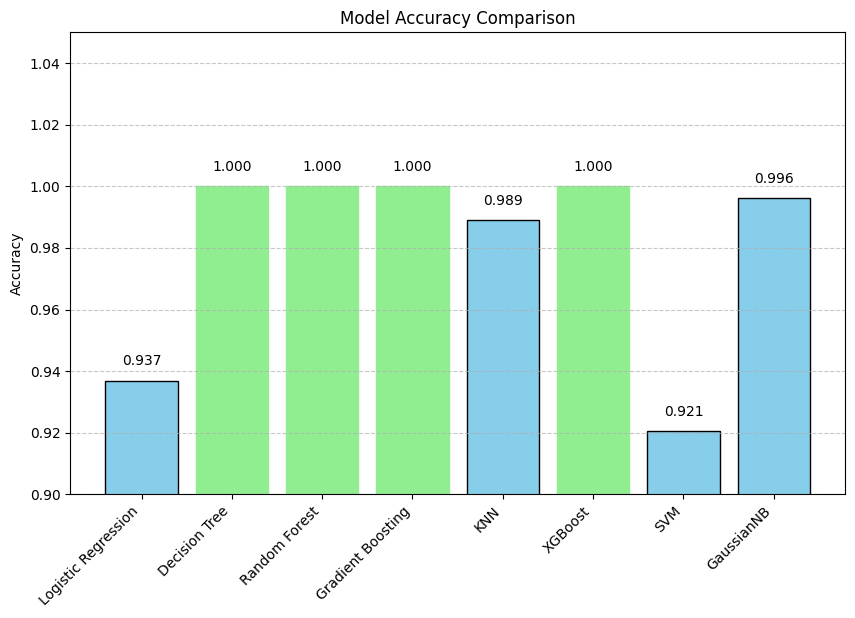 Model Accuracy Comparison
Accuracy
1.04
1.02
1.00
0.98
0.96
0.94
0.92
0.90
0.937
1.000
1.000
1.000
0.989
1.000
0.921
0.996
Logistic Regression
Decision Tree
Random Forest
Gradient Boosting
KNN
XGBoost
SVM
GaussianNB